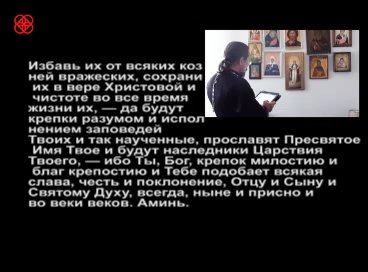 Избавь их от всяких коз
ней вражеских, сохрани
их в вере Христовой и
чистоте во все время
жизни их, — да будут
крепки разумом и испол
нением заповедей
Твоих и так наученные, прославят Пресвятое
Имя Твое и будут наследники Царствия
Твоего, — ибо Ты, Бог, крепок милостию и
благ крепостию и Тебе подобает всякая
слава, честь и поклонение, Отцу и Сыну и
Святому Духу, всегда, ныне и присно и
во веки веков. Аминь.